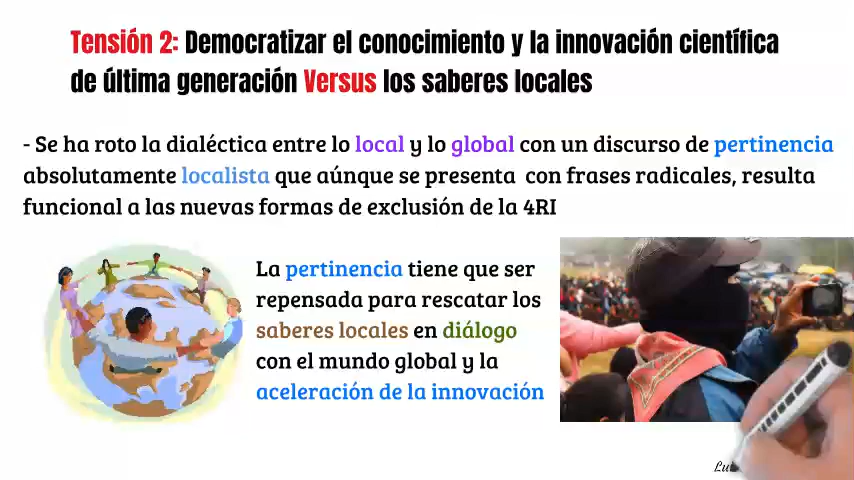 Tensión 2: Democratizar el conocimiento y la innovación científica
de última generación Versus los saberes locales
- Se ha roto la dialéctica entre lo local y lo global con un discurso de pertinencia
absolutamente localista que aúnque se presenta con frases radicales, resulta
funcional a las nuevas formas de exclusión de la 4RI
La pertinencia tiene que ser
repensada para rescatar los
saberes locales en diálogo
con el mundo global y la
aceleración de la innovación